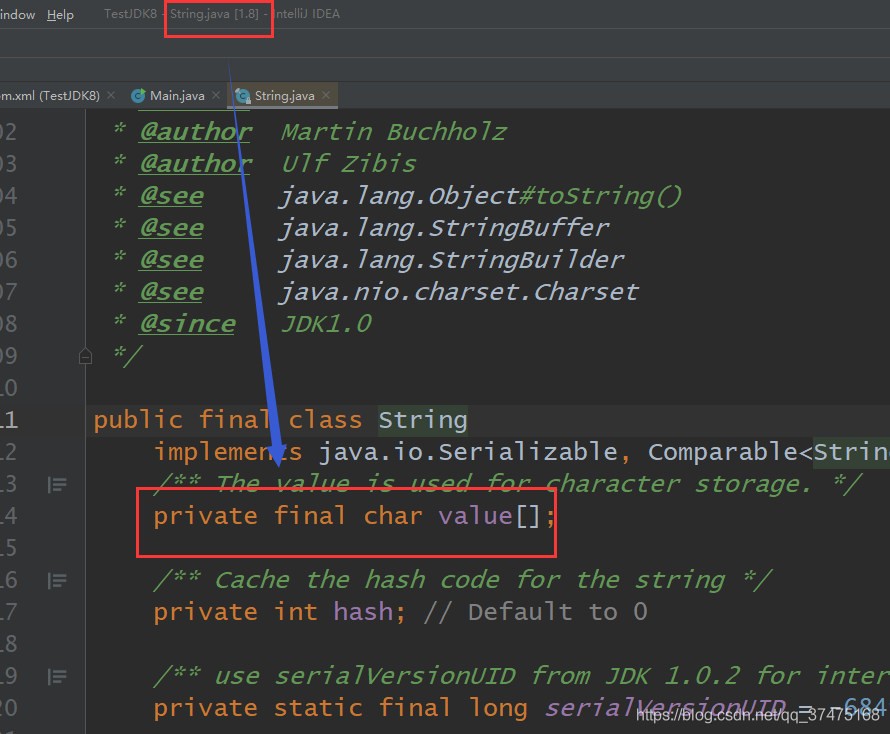 indow Help TestJDK8 - String.java [1.8] - IntelliJ IDEA
m.xml (TestJDK8) × Main.java × String.java ×
02 * @author Martin Buchholz
03 * @author Ulf Zibis
04 * @see java.lang.Object#toString()
05 * @see java.lang.StringBuffer
06 * @see java.lang.StringBuilder
07 * @see java.nio.charset.Charset
08 * @since JDK1.0
09 */
10
11 public final class String
12 implements java.io.Serializable, Comparable<Strin
13 /** The value is used for character storage. */
14 private final char value[];
15
16 /** Cache the hash code for the string */
17 private int hash; // Default to 0
18
19 /** use serialVersionUID from JDK 1.0.2 for inter
20 private static final long serialVersionUID = -684
https://blog.csdn.net/qq_37475168